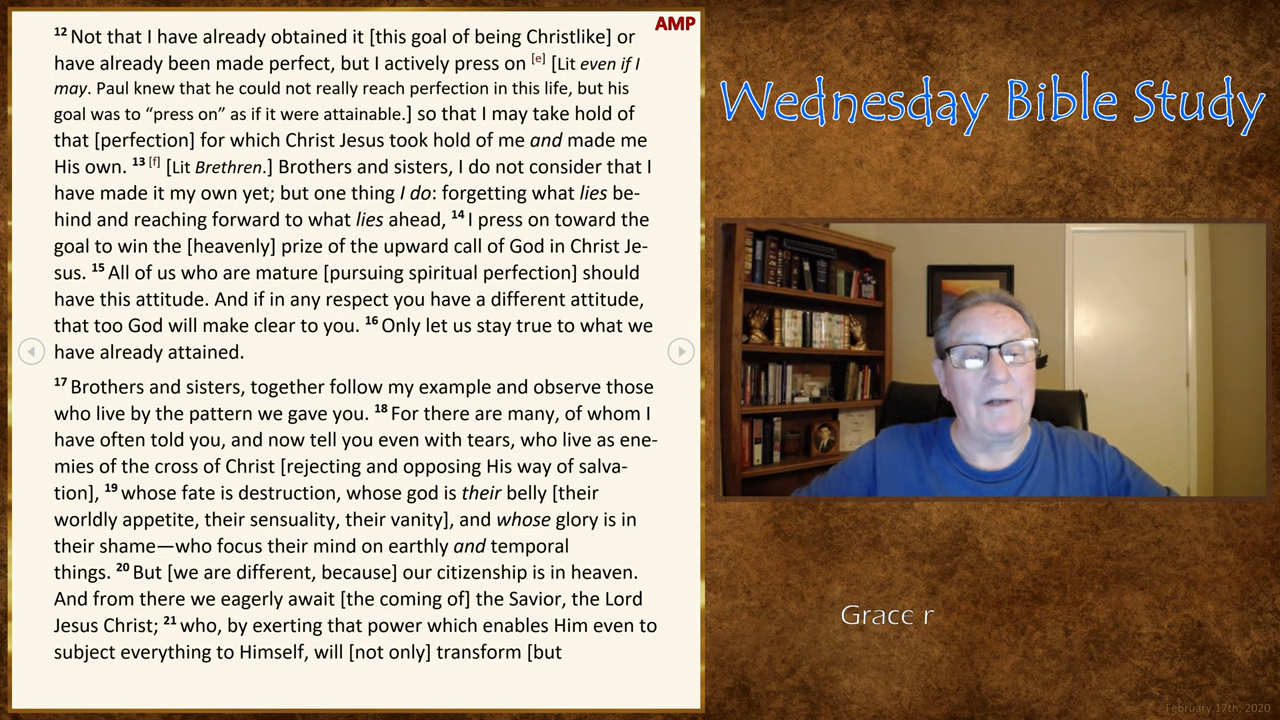 AMP
12 Not that I have already obtained it [this goal of being Christlike] or
have already been made perfect, but I actively press on [e] [Lit even if I
may. Paul knew that he could not really reach perfection in this life, but his
goal was to “press on” as if it were attainable.] so that I may take hold of
that [perfection] for which Christ Jesus took hold of me and made me
His own. 13 [f] [Lit Brethren.] Brothers and sisters, I do not consider that I
have made it my own yet; but one thing I do: forgetting what lies be-
hind and reaching forward to what lies ahead, 14 I press on toward the
goal to win the [heavenly] prize of the upward call of God in Christ Je-
sus. 15 All of us who are mature [pursuing spiritual perfection] should
have this attitude. And if in any respect you have a different attitude,
that too God will make clear to you. 16 Only let us stay true to what we
have already attained.
17 Brothers and sisters, together follow my example and observe those
who live by the pattern we gave you. 18 For there are many, of whom I
have often told you, and now tell you even with tears, who live as ene-
mies of the cross of Christ [rejecting and opposing His way of salva-
tion], 19 whose fate is destruction, whose god is their belly [their
worldly appetite, their sensuality, their vanity], and whose glory is in
their shame—who focus their mind on earthly and temporal
things. 20 But [we are different, because] our citizenship is in heaven.
And from there we eagerly await [the coming of] the Savior, the Lord
Jesus Christ; 21 who, by exerting that power which enables Him even to
subject everything to Himself, will [not only] transform [but
Wednesday Bible Study
Grace r
February 17th, 2020